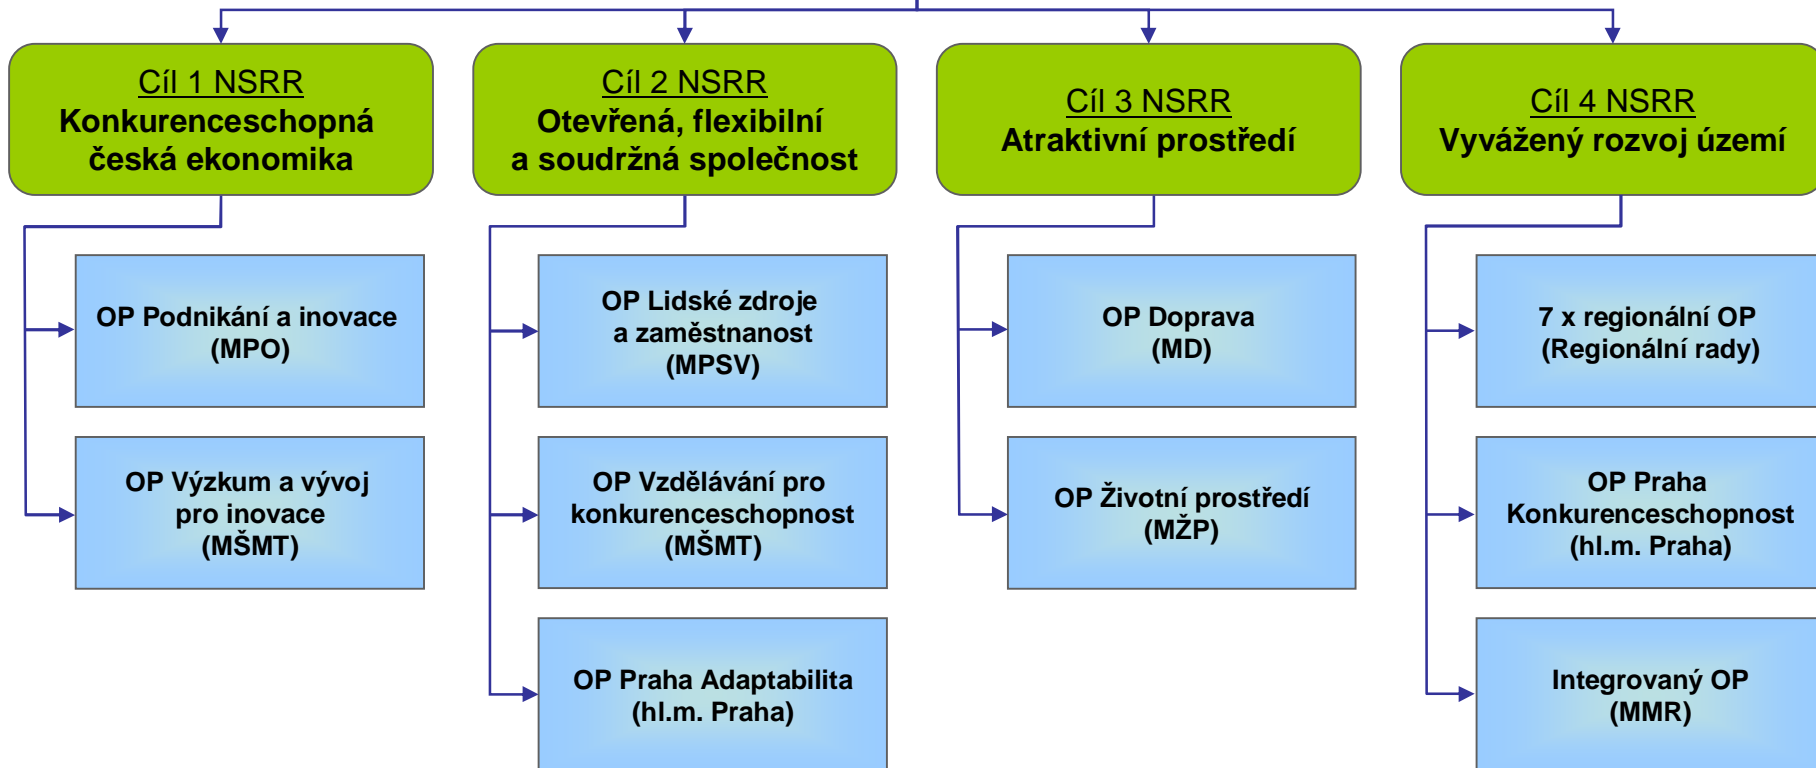 Cíl 1 NSRR
Konkurenceschopná
česká ekonomika
OP Podnikání a inovace
(MPO)
OP Výzkum a vývoj
pro inovace
(MŠMT)
Cíl 2 NSRR
Otevřená, flexibilní
a soudržná společnost
OP Lidské zdroje
a zaměstnanost
(MPSV)
OP Vzdělávání pro
konkurenceschopnost
(MŠMT)
OP Praha Adaptabilita
(hl.m. Praha)
Cíl 3 NSRR
Atraktivní prostředí
OP Doprava
(MD)
OP Životní prostředí
(MŽP)
Cíl 4 NSRR
Vyvážený rozvoj území
7 x regionální OP
(Regionální rady)
OP Praha
Konkurenceschopnost
(hl.m. Praha)
Integrovaný OP
(MMR)